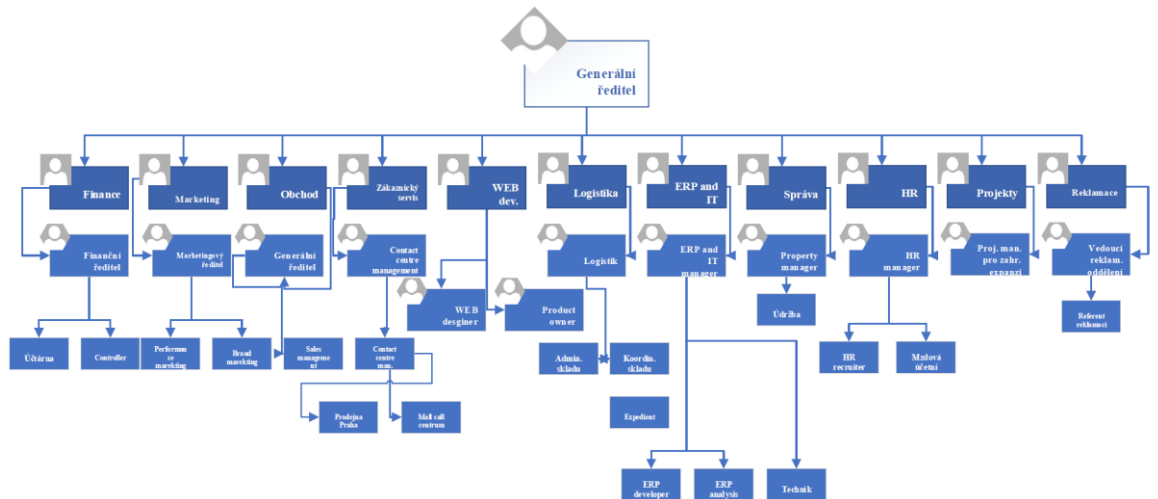 Generální
ředitel
Finance
Marketing
Obchod
Zákaznický
servis
WEB
dev.
Logistika
ERP and
IT
Správa
HR
Projekty
Reklamace
Finanční
ředitel
Marketingový
ředitel
Generální
ředitel
Contact
centre
management
Logistik
ERP and
IT manager
Property
manager
HR
manager
Proj. man.
pro zahr.
expanzi
Vedoucí
reklam.
oddělení
WEB
desginer
Product
owner
Údržba
Referent
reklamací
Účtárna
Controller
Performan
ce
marekting
Brand
marekting
Sales
manageme
nt
Contact
centre
man.
Admin.
skladu
Koordin.
skladu
HR
recruiter
Mzdová
účetní
Prodejna
Praha
Mall call
centrum
Expedient
ERP
developer
ERP
analysis
Technik